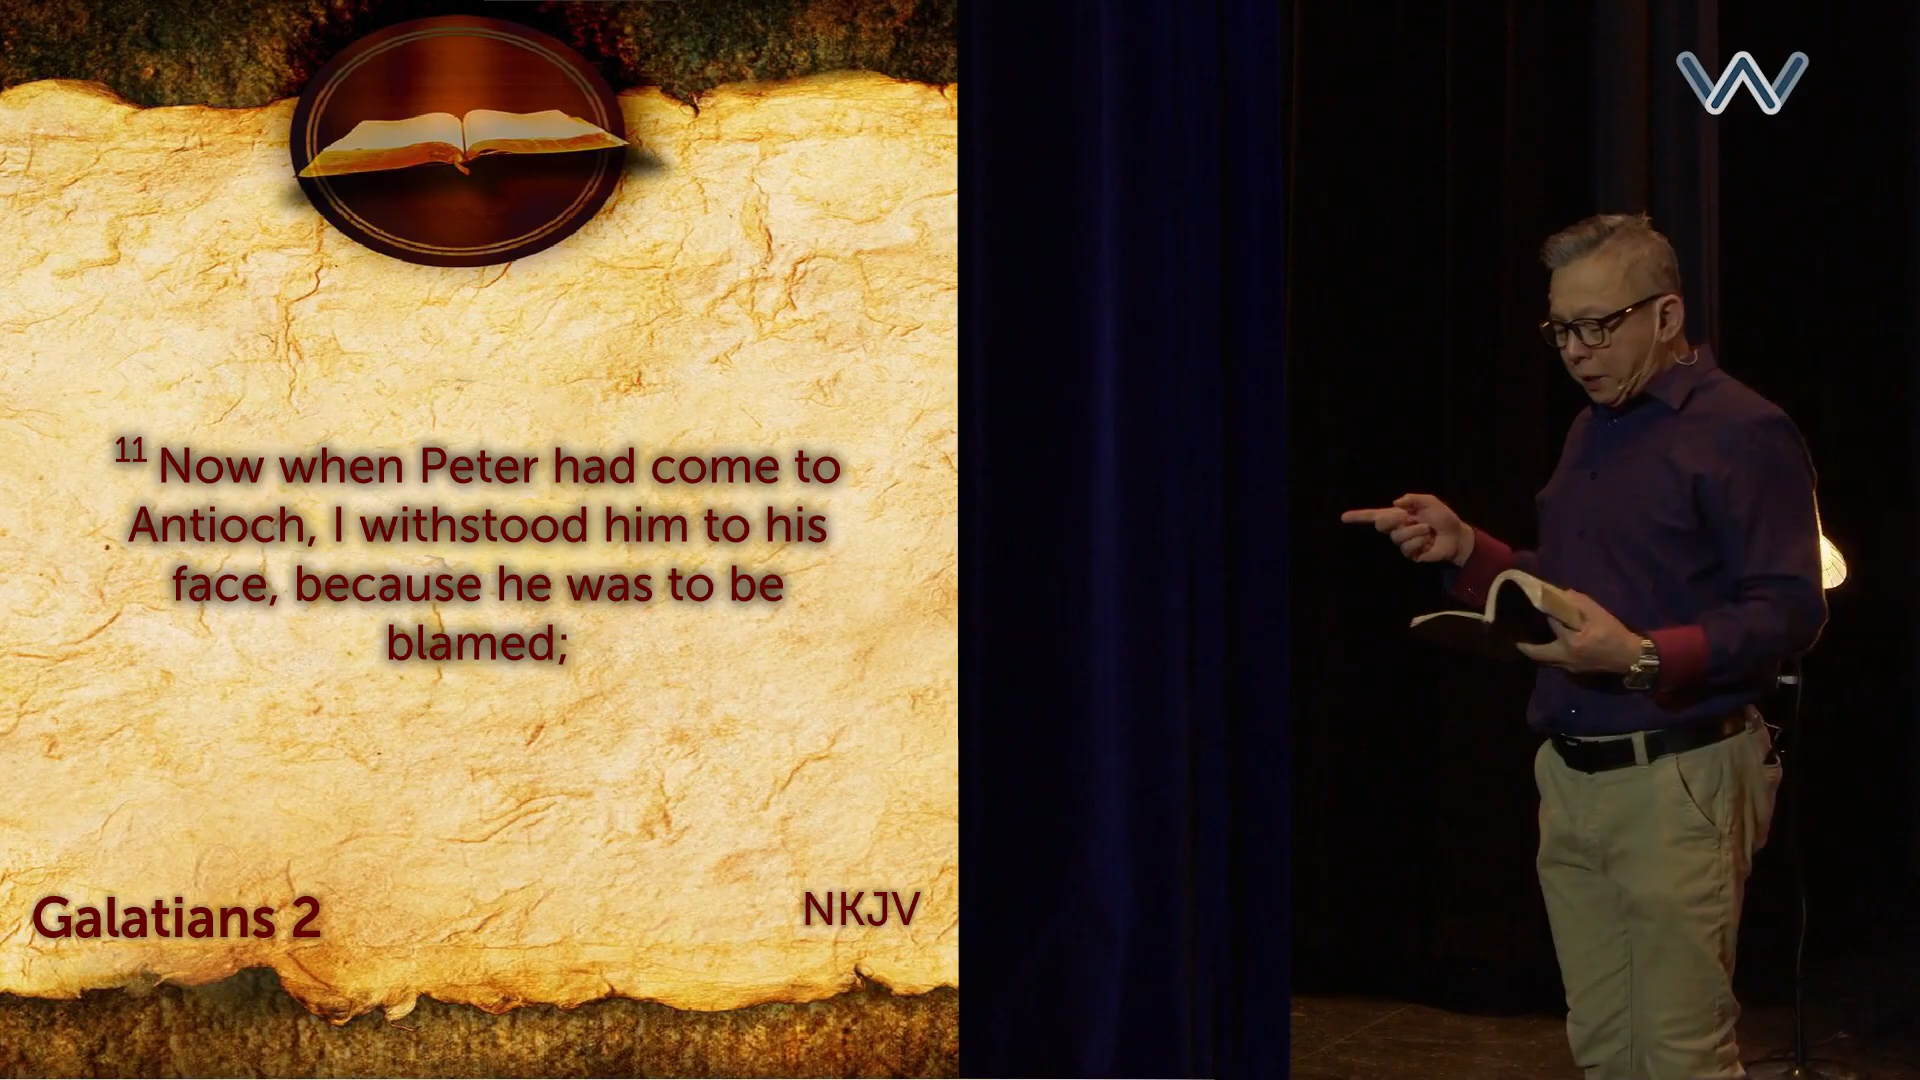 11 Now when Peter had come to
Antioch, I withstood him to his
face, because he was to be
blamed;
Galatians 2
NKJV